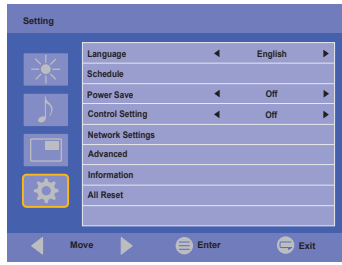 Setting
Language English
Schedule
Power Save Off
Control Setting Off
Network Settings
Advanced
Information
All Reset
Move Enter Exit